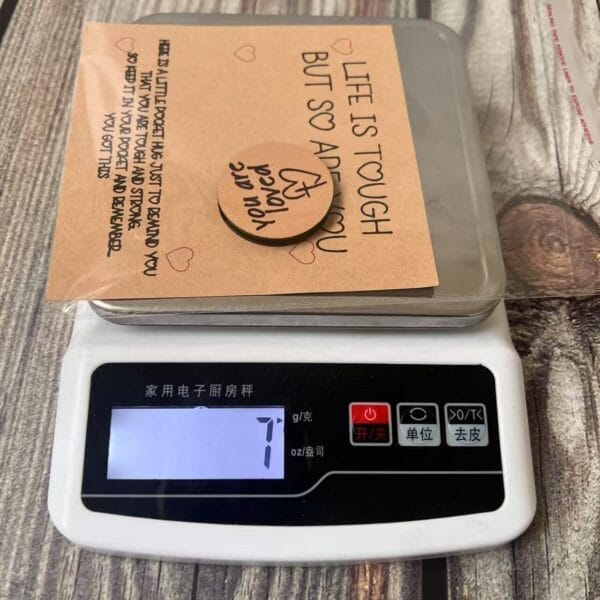 LIFE IS TOUGH
BUT SO ARE YOU
you are
loved
HERE IS A LITTLE POCKET HUG JUST TO REMIND YOU
THAT YOU ARE TOUGH AND STRONG,
SO KEEP IT IN YOUR POCKET AND REMEMBER
YOU GOT THIS
家用电子厨房秤
7
g/克
oz/盎司
开/关
单位
>0/T<
去皮